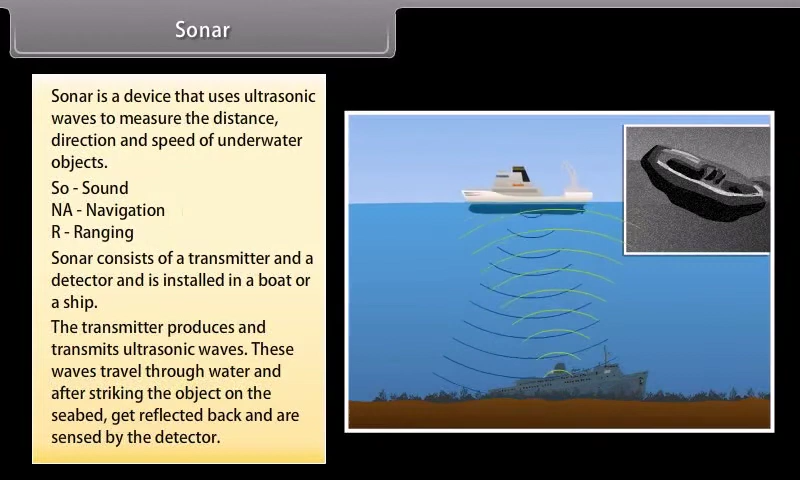 Sonar
Sonar is a device that uses ultrasonic
waves to measure the distance,
direction and speed of underwater
objects.
So - Sound
NA - Navigation
R - Ranging
Sonar consists of a transmitter and a
detector and is installed in a boat or
a ship.
The transmitter produces and
transmits ultrasonic waves. These
waves travel through water and
after striking the object on the
seabed, get reflected back and are
sensed by the detector.